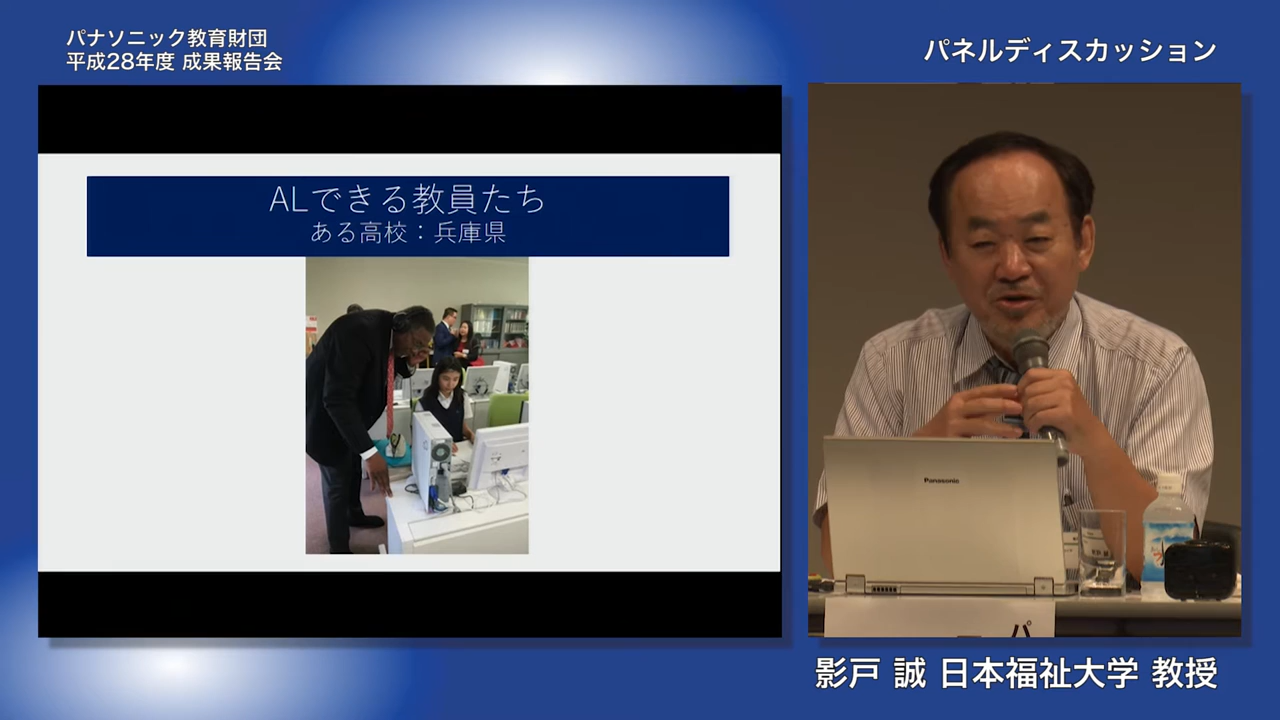 パナソニック教育財団
平成28年度 成果報告会
パネルディスカッション
ALできる教員たち
ある高校：兵庫県
Panasonic
パ
影戸 誠 日本福祉大学 教授